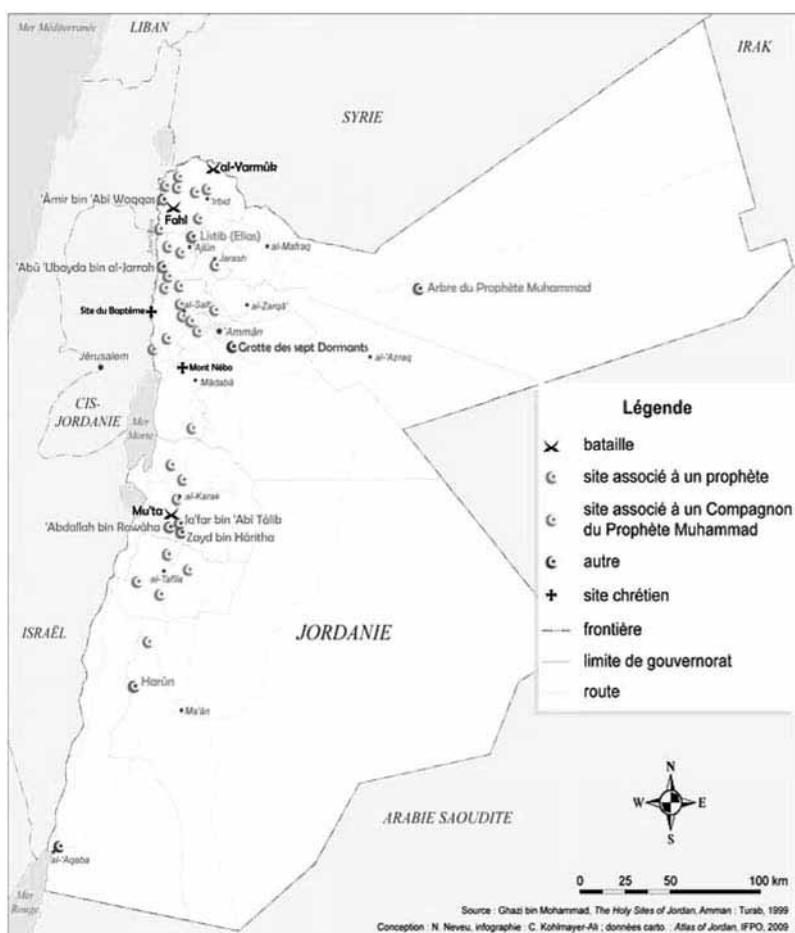 Mer Méditerranée
LIBAN
IRAK
SYRIE
al-Yarmûk
'Âmir bin 'Abî Waqqas
Irbid
Fahl
Listib (Elias)
'Ajlûn
al-Mafraq
Jarash
'Abû 'Ubayda bin al-Jarrah
Arbre du Prophète Muhammad
Site du Baptême
al-Salt
al-Zarqâ'
'Ammân
Grotte des sept Dormants
al-'Azraq
Jérusalem
Mont Nébo
Mâdabâ
CIS-
JORDANIE
Mer
Morte
al-Karak
Mu'ta
Ja'far bin 'Abî Tâlib
'Abdallah bin Rawâha
Zayd bin Hâritha
al-Tafîla
ISRAËL
JORDANIE
Harûn
Ma'ân
ARABIE SAOUDITE
al-'Aqaba
Mer
Rouge
Légende
bataille
site associé à un prophète
site associé à un Compagnon
du Prophète Muhammad
autre
site chrétien
frontière
limite de gouvernorat
route
N
W
E
S
0 25 50 100 km
Source : Ghazi bin Mohammad, The Holy Sites of Jordan, Amman : Turab, 1999
Conception : N. Neveu, infographie : C. Kohlmayer-Ali ; données carto. : Atlas of Jordan, IFPO, 2009